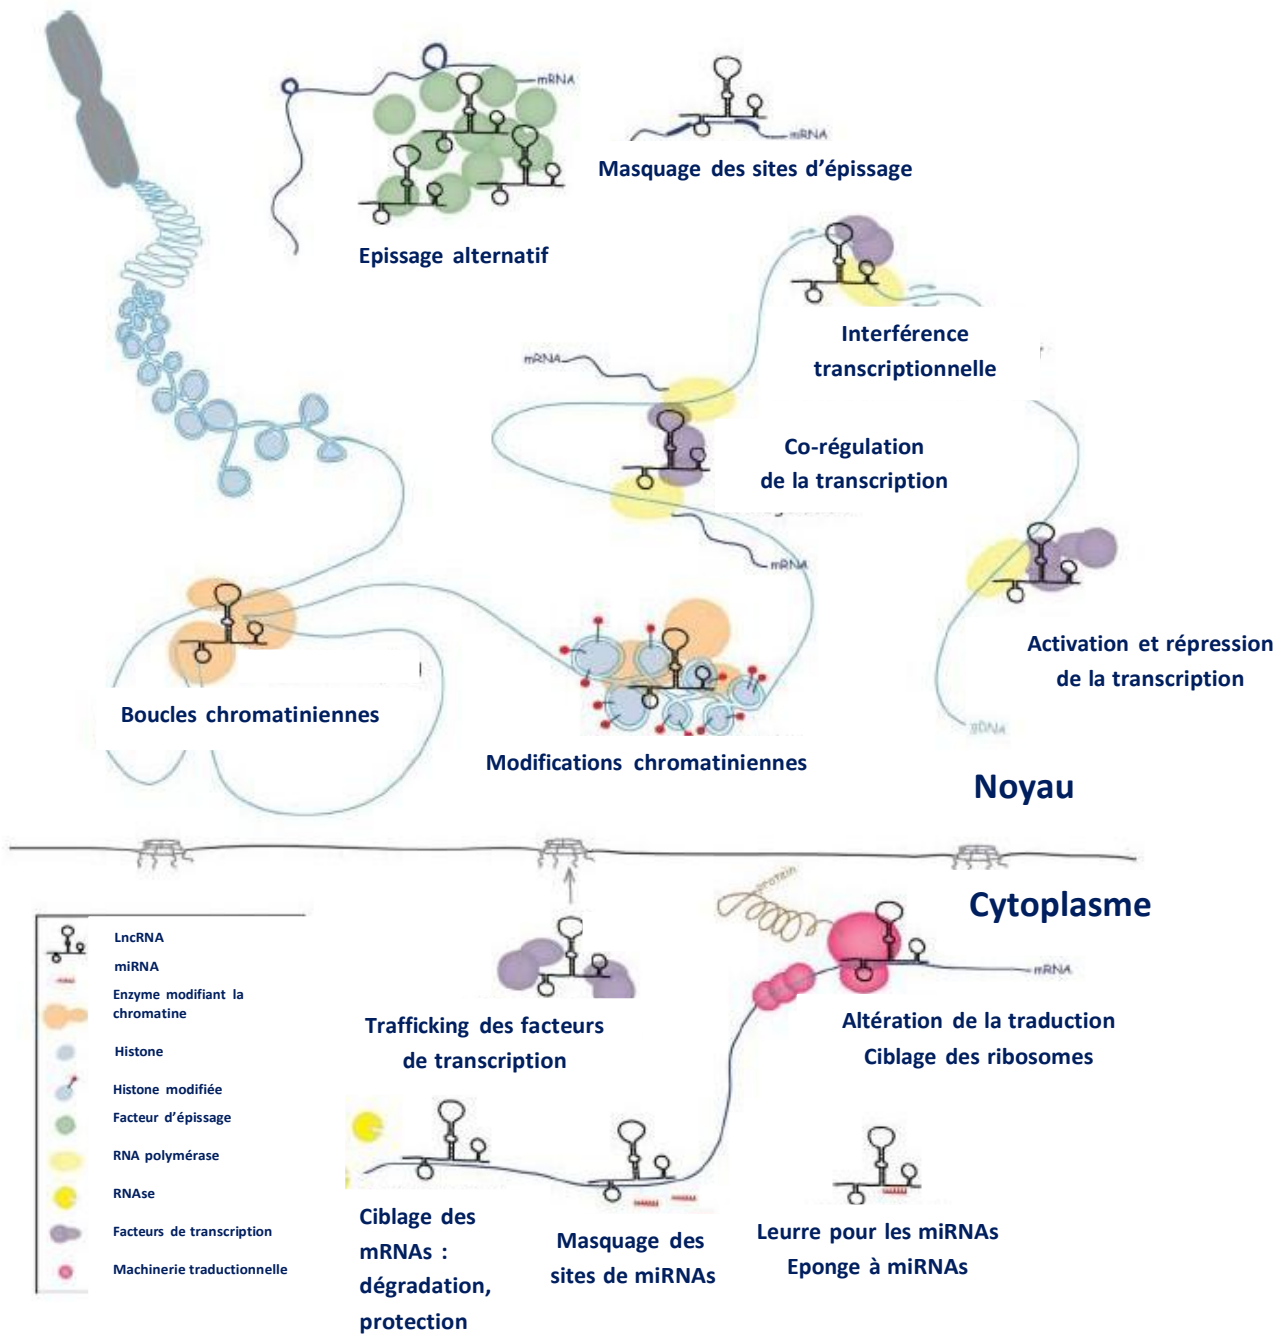 mRNA
mRNA
Masquage des sites d'épissage
Epissage alternatif
Interférence
transcriptionnelle
mRNA
Co-régulation
de la transcription
mRNA
Activation et répression
de la transcription
Boucles chromatiniennes
Modifications chromatiniennes
gDNA
Noyau
Cytoplasme
protein
mRNA
LncRNA
miRNA
Enzyme modifiant la
chromatine
Histone
Histone modifiée
Facteur d'épissage
RNA polymérase
RNAse
Facteurs de transcription
Machinerie traductionnelle
Trafficking des facteurs
de transcription
Altération de la traduction
Ciblage des ribosomes
Ciblage des
mRNAs :
dégradation,
protection
Masquage des
sites de miRNAs
Leurre pour les miRNAs
Eponge à miRNAs